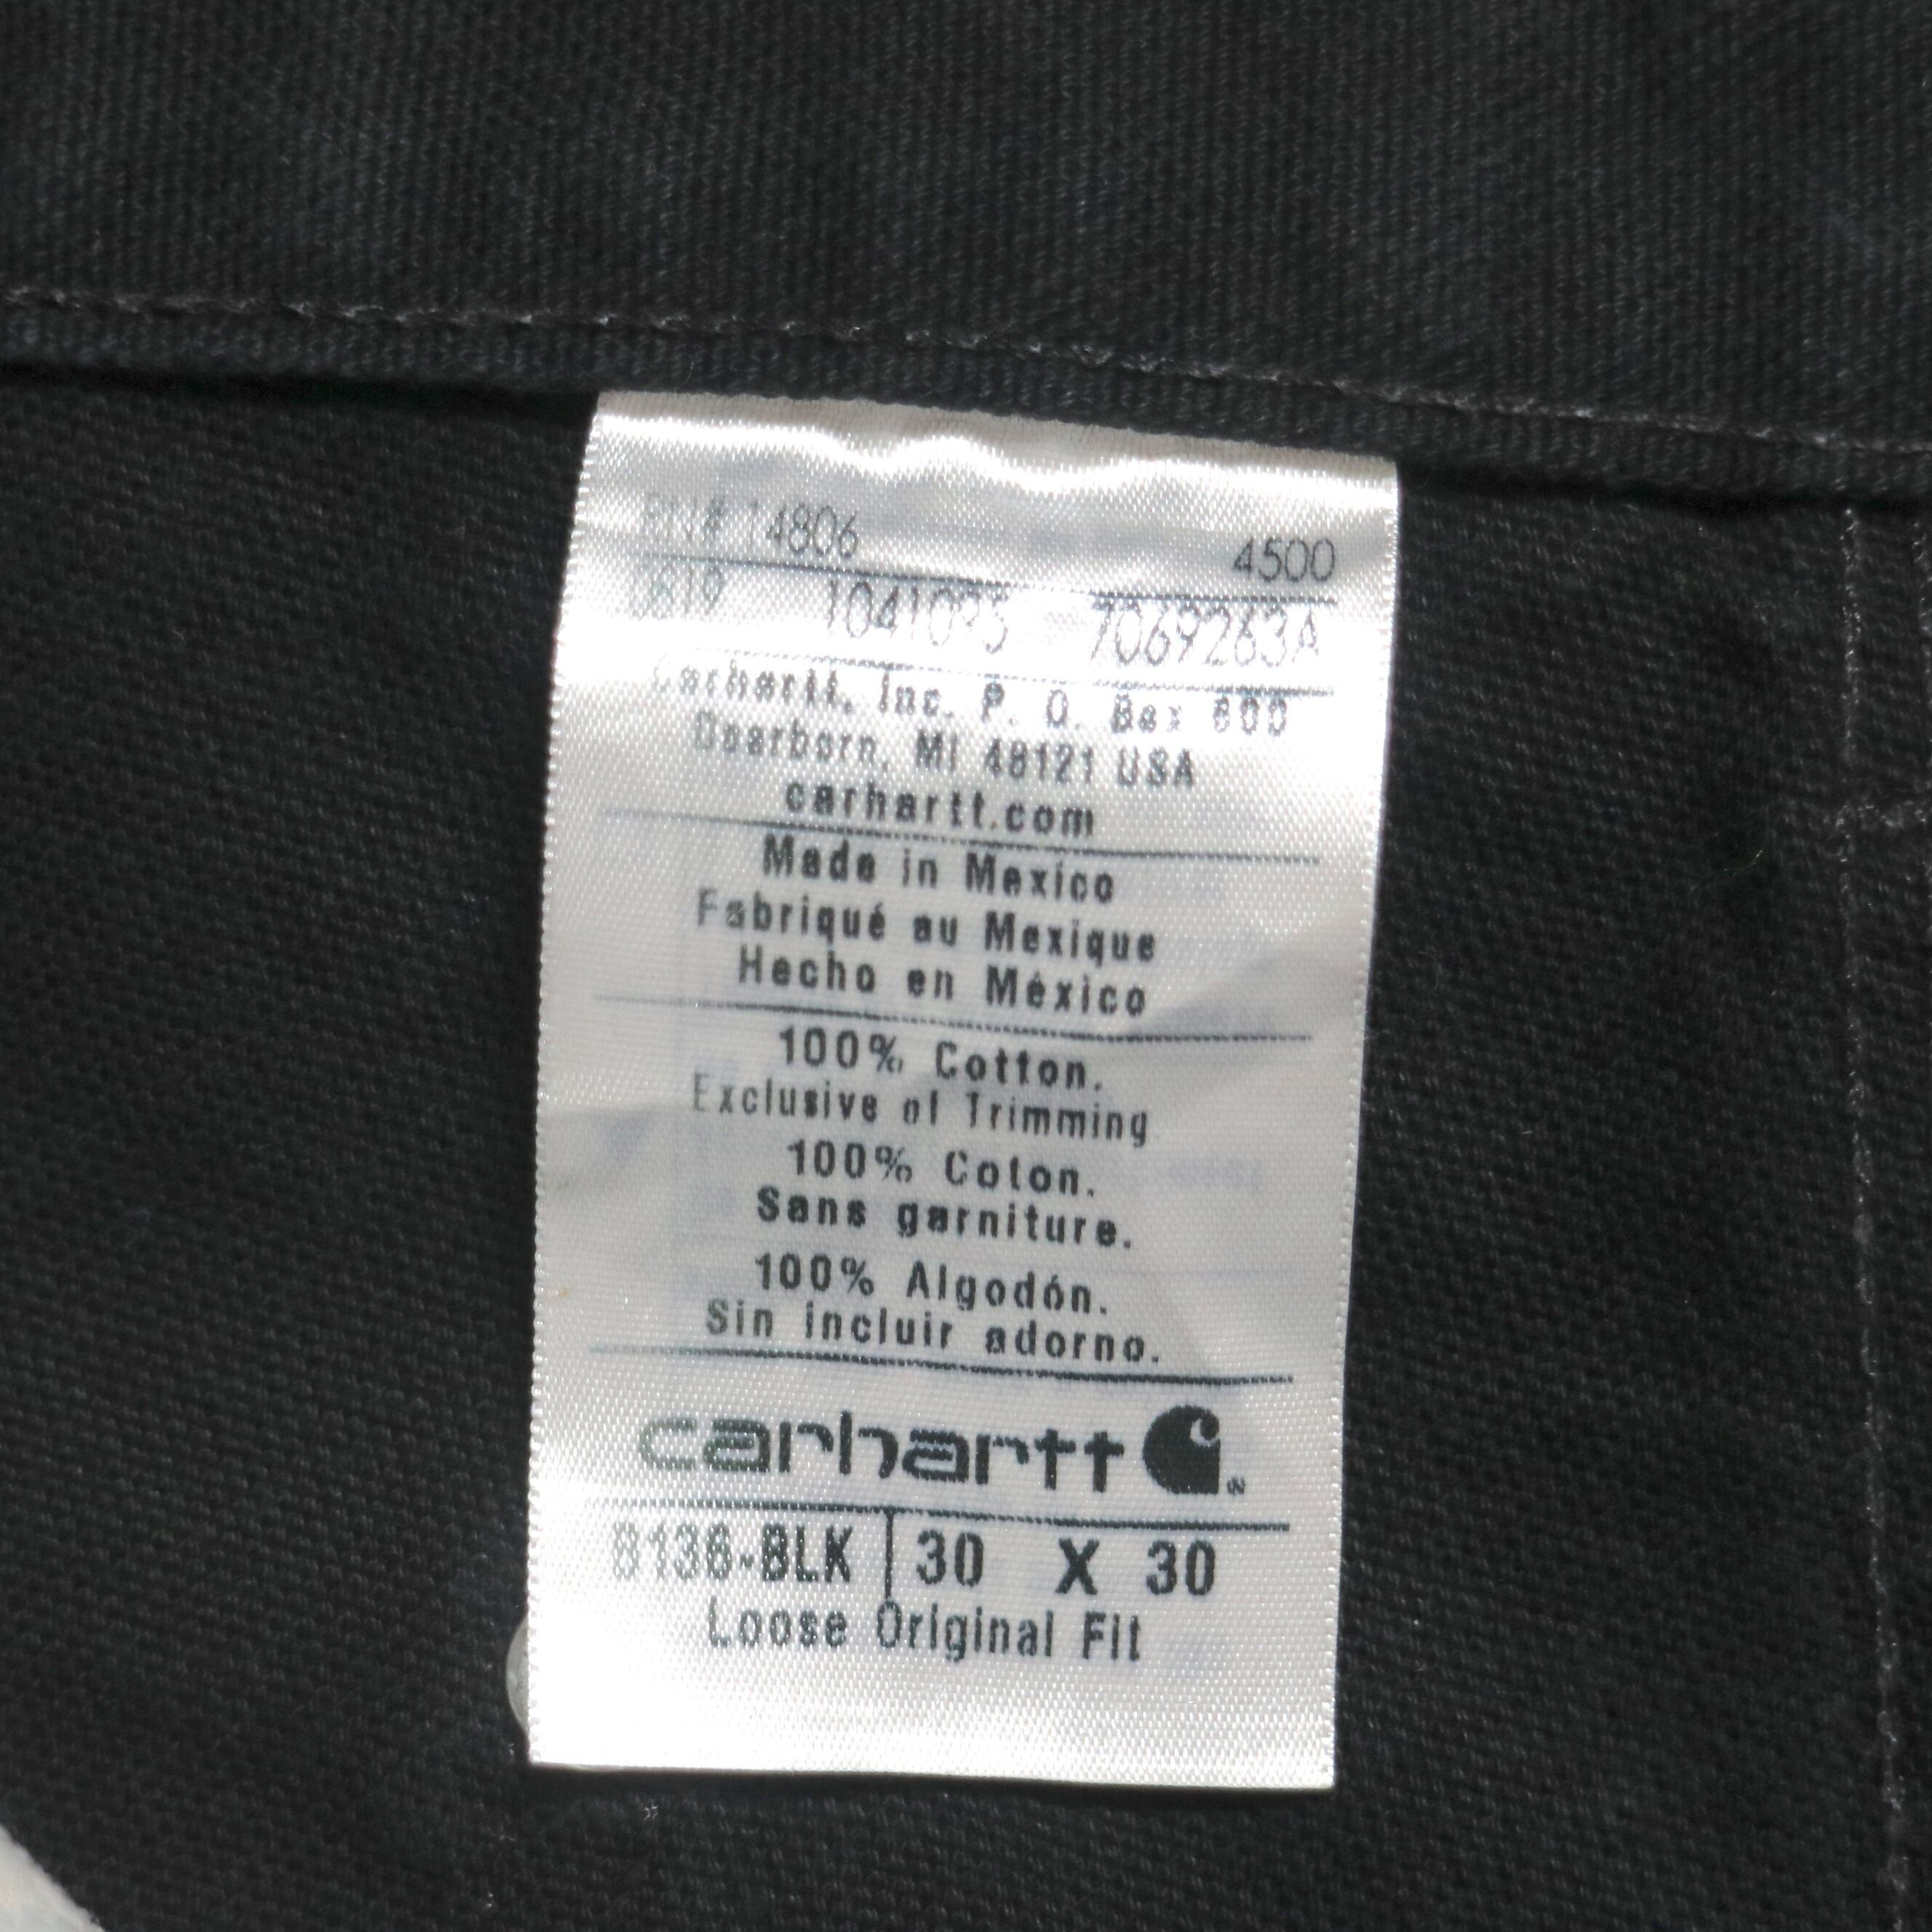 RN# 14806 4500
0819 1041095 7069263A
Carhartt, Inc. P. O. Box 600
Dearborn, MI 48121 USA
carhartt.com
Made in Mexico
Fabriqué au Mexique
Hecho en México
100% Cotton.
Exclusive of Trimming
100% Coton.
Sans garniture.
100% Algodón.
Sin incluir adorno.
carhartt ®
B136-BLK 30 X 30
Loose Original Fit